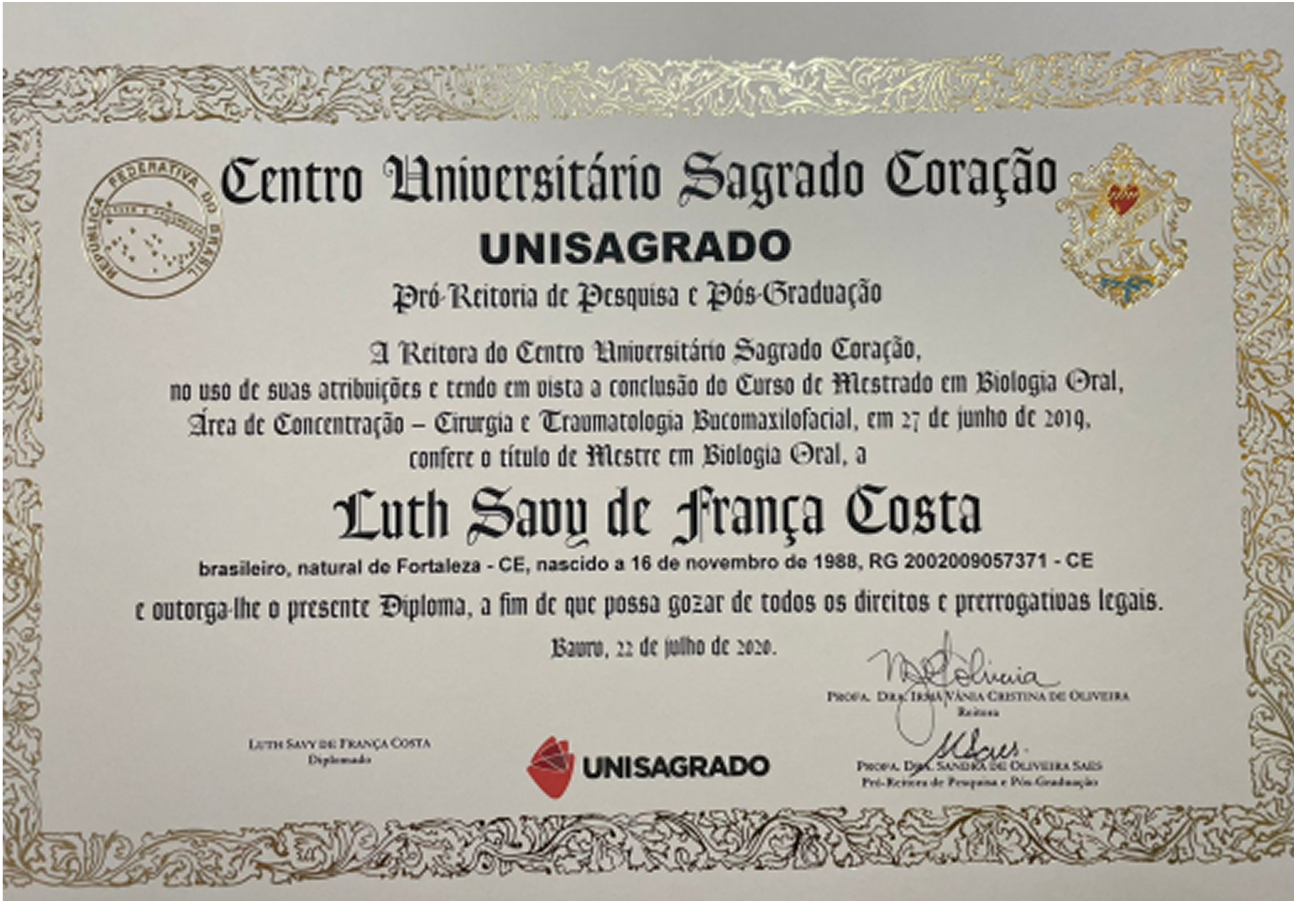 REPÚBLICA FEDERATIVA DO BRASIL
Centro Universitário Sagrado Coração
UNISAGRADO
Pró-Reitoria de Pesquisa e Pós-Graduação
A Reitora do Centro Universitário Sagrado Coração,
no uso de suas atribuições e tendo em vista a conclusão do Curso de Mestrado em Biologia Oral,
Área de Concentração – Cirurgia e Traumatologia Bucomaxilofacial, em 27 de junho de 2019,
confere o título de Mestre em Biologia Oral, a
Luth Savy de França Costa
brasileiro, natural de Fortaleza - CE, nascido a 16 de novembro de 1988, RG 2002009057371 - CE
e outorga-lhe o presente Diploma, a fim de que possa gozar de todos os direitos e prerrogativas legais.
Bauru, 22 de julho de 2020.
PROFA. DRA. IRMÃ VÂNIA CRISTINA DE OLIVEIRA
Reitora
LUTH SAVY DE FRANÇA COSTA
Diplomado
UNISAGRADO
PROFA. DRA. SANDRA DE OLIVEIRA SAES
Pró-Reitora de Pesquisa e Pós-Graduação